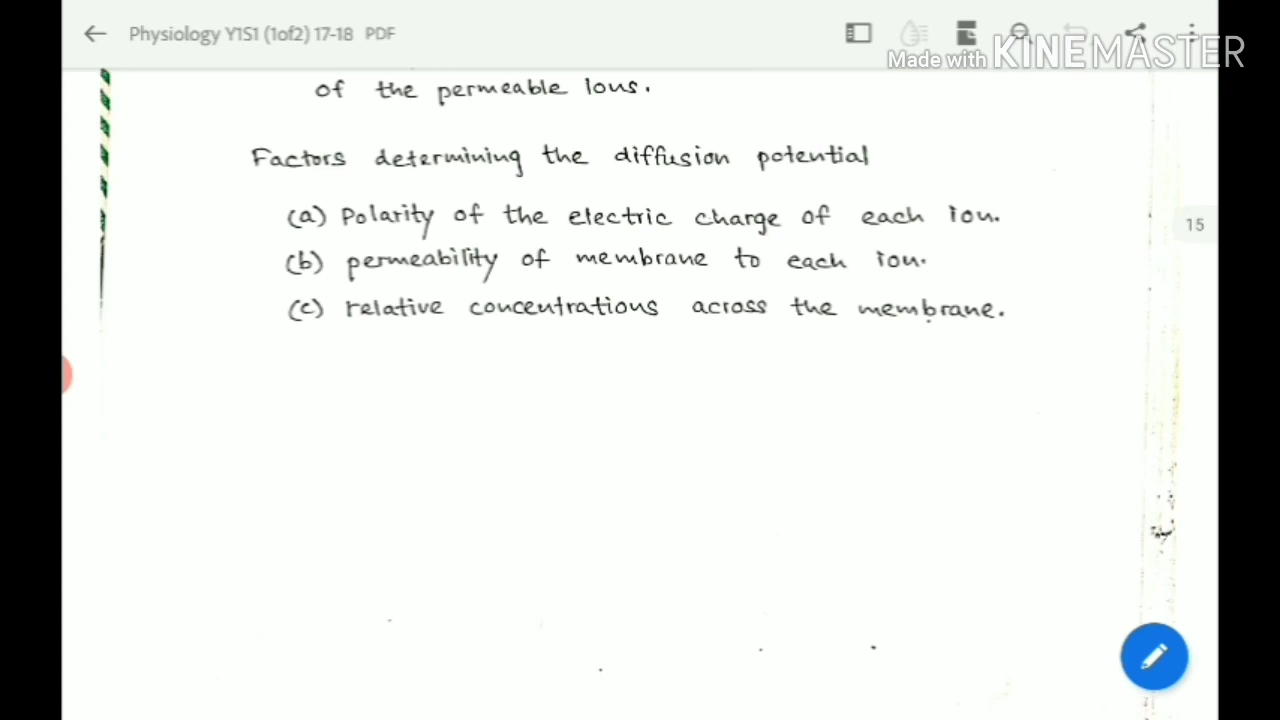 Physiology Y1S1 (1of2) 17-18 PDF
Made with KINEMASTER
of the permeable Ions.
Factors determining the diffusion potential
(a) Polarity of the electric charge of each ion.
(b) permeability of membrane to each ion.
(c) relative concentrations across the membrane.
15